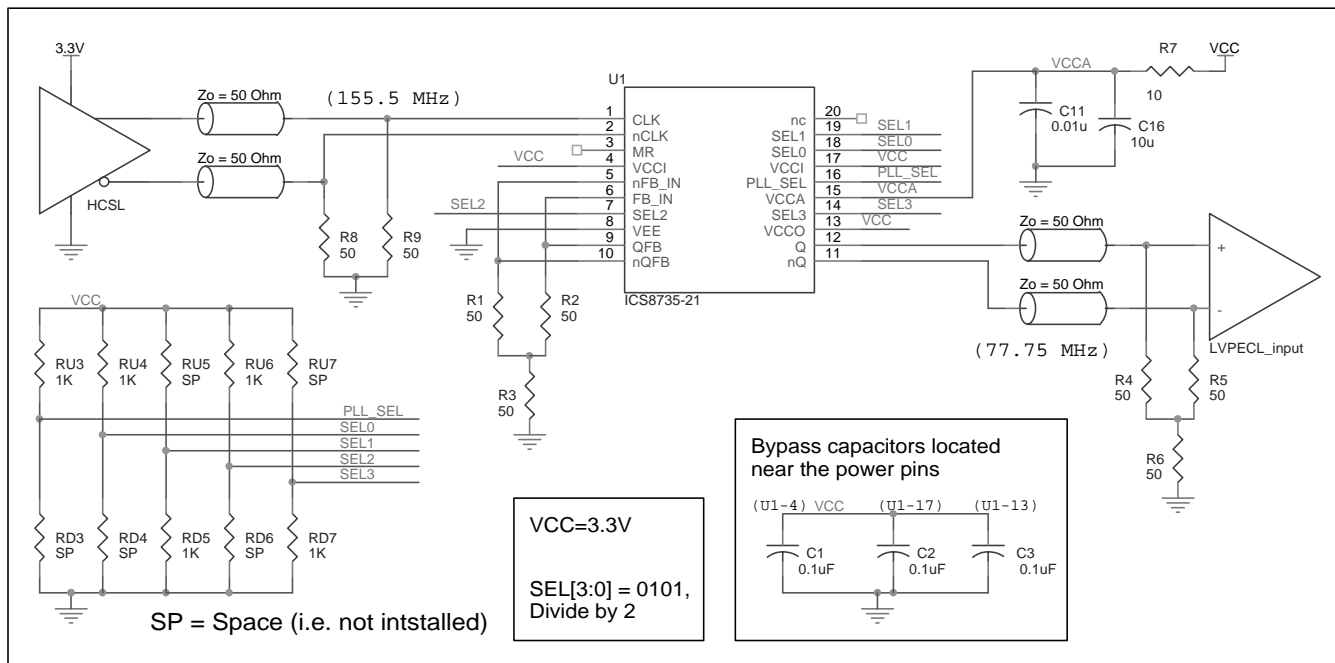 3.3V
Zo = 50 Ohm
(155.5 MHz)
Zo = 50 Ohm
HCSL
R8
50
R9
50
U1
1
CLK
2
nCLK
3
MR
4
VCCI
5
nFB_IN
6
FB_IN
7
SEL2
8
VEE
9
QFB
10
nQFB
VCC
SEL2
20
nc
19
SEL1
18
SEL0
17
VCCI
16
PLL_SEL
15
VCCA
14
SEL3
13
VCCO
12
Q
11
nQ
SEL1
SEL0
VCC
PLL_SEL
VCCA
SEL3
VCC
ICS8735-21
VCCA
R7
10
VCC
C11
0.01u
C16
10u
Zo = 50 Ohm
+
Zo = 50 Ohm
-
(77.75 MHz)
LVPECL_input
R4
50
R5
50
R6
50
R1
50
R2
50
R3
50
VCC
RU3
1K
RU4
1K
RU5
SP
RU6
1K
RU7
SP
PLL_SEL
SEL0
SEL1
SEL2
SEL3
RD3
SP
RD4
SP
RD5
1K
RD6
SP
RD7
1K
SP = Space (i.e. not intstalled)
VCC=3.3V
SEL[3:0] = 0101,
Divide by 2
Bypass capacitors located
near the power pins
(U1-4)
VCC
(U1-17)
(U1-13)
C1
0.1uF
C2
0.1uF
C3
0.1uF